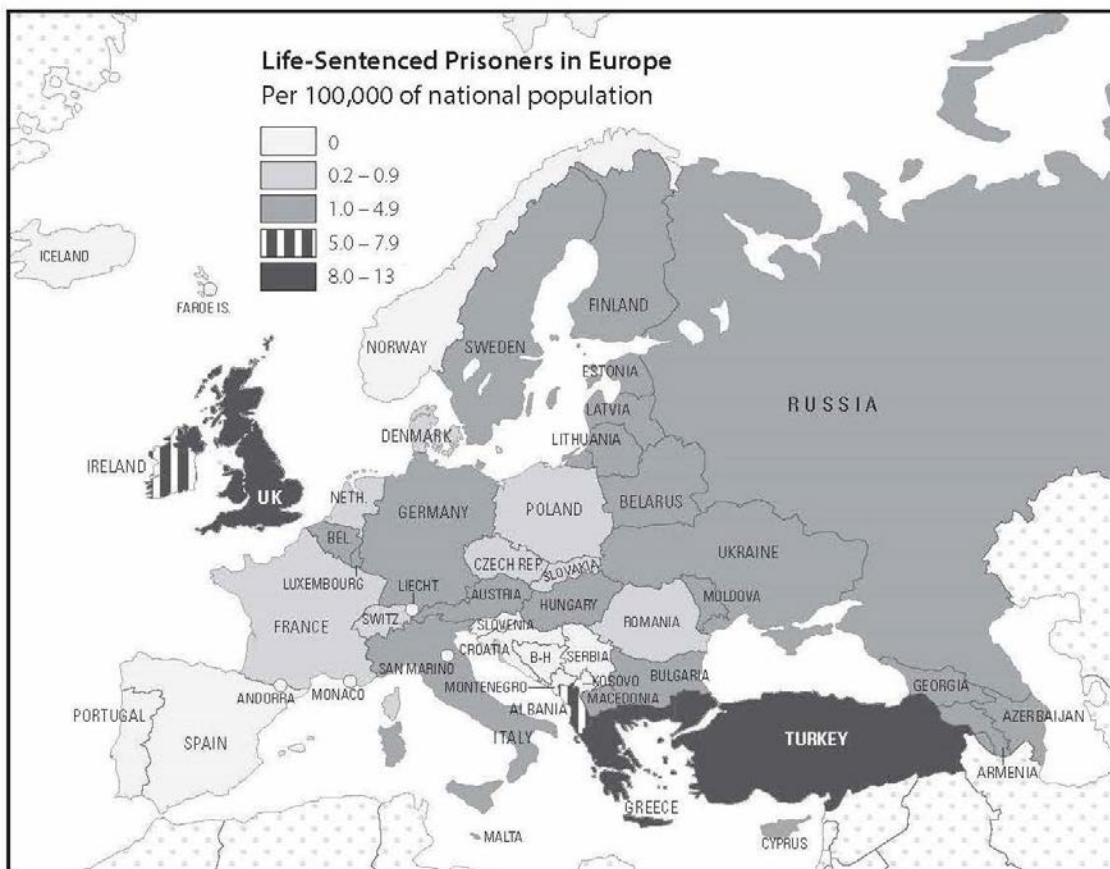 Life-Sentenced Prisoners in Europe
Per 100,000 of national population
0
0.2 – 0.9
1.0 – 4.9
5.0 – 7.9
8.0 – 13
ICELAND
FAROE IS.
NORWAY
SWEDEN
FINLAND
ESTONIA
RUSSIA
LATVIA
DENMARK
LITHUANIA
IRELAND
UK
NETH.
GERMANY
POLAND
BELARUS
BEL.
CZECH REP.
UKRAINE
SLOVAKIA
LUXEMBOURG
LIECHT.
AUSTRIA
HUNGARY
MOLDOVA
FRANCE
SWITZ.
SLOVENIA
ROMANIA
CROATIA
B-H
SERBIA
SAN MARINO
BULGARIA
KOSOVO
GEORGIA
ANDORRA
MONACO
MONTENEGRO
MACEDONIA
PORTUGAL
ALBANIA
AZERBAIJAN
SPAIN
ITALY
TURKEY
ARMENIA
GREECE
MALTA
CYPRUS